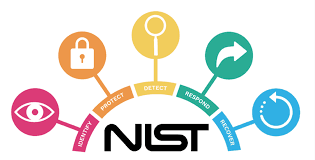 IDENTIFY
PROTECT
DETECT
RESPOND
RECOVER
NIST